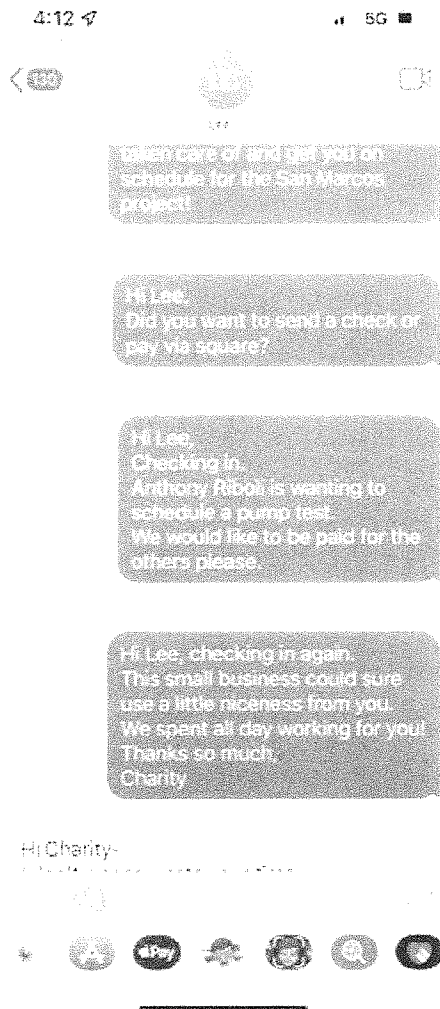 4:12
5G
Lee
taken care of and get you on
schedule for the San Marcos
project!
Hi Lee,
Did you want to send a check or
pay via square?
Hi Lee,
Checking in.
Anthony Riboli is wanting to
schedule a pump test.
We would like to be paid for the
others please.
Hi Lee, checking in again.
This small business could sure
use a little niceness from you.
We spent all day working for you!
Thanks so much,
Charity
Hi Charity-
Pay